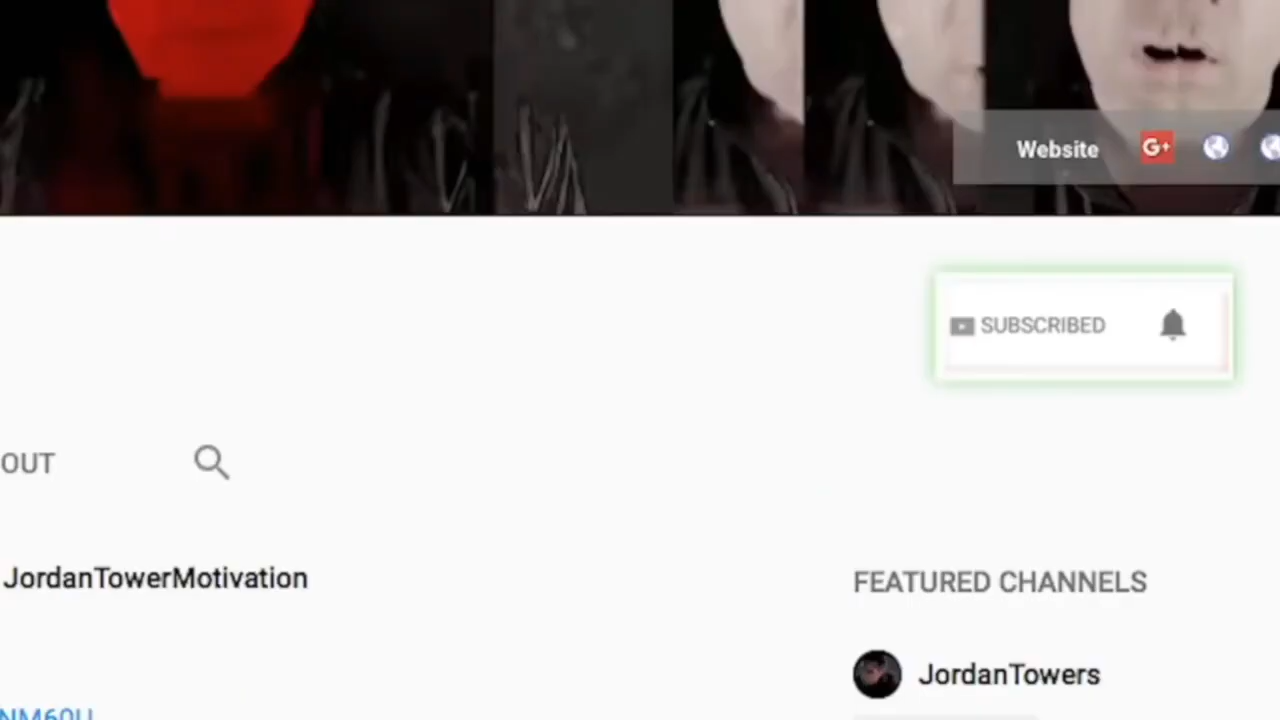 Website G+
SUBSCRIBED
OUT
JordanTowerMotivation
FEATURED CHANNELS
JordanTowers